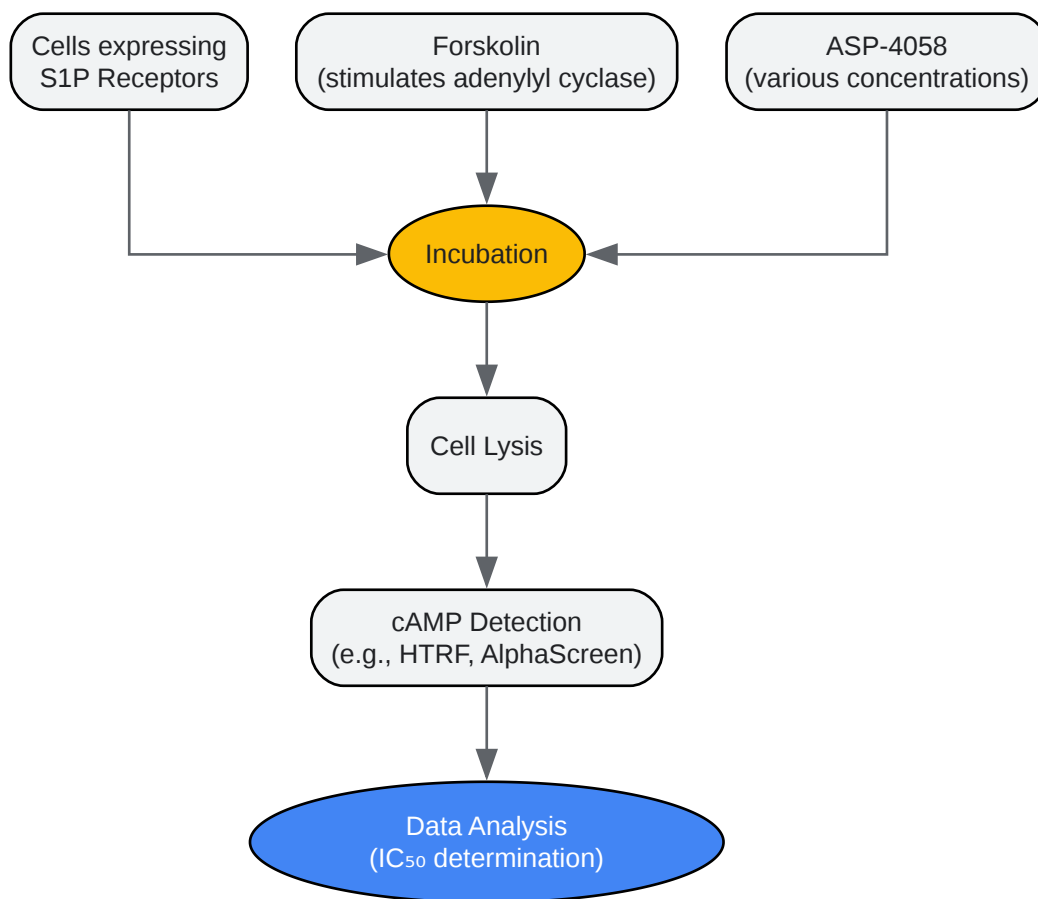 Cells expressing
S1P Receptors
Forskolin
(stimulates adenylyl cyclase)
ASP-4058
(various concentrations)
Incubation
Cell Lysis
cAMP Detection
(e.g., HTRF, AlphaScreen)
Data Analysis
(IC₅₀ determination)